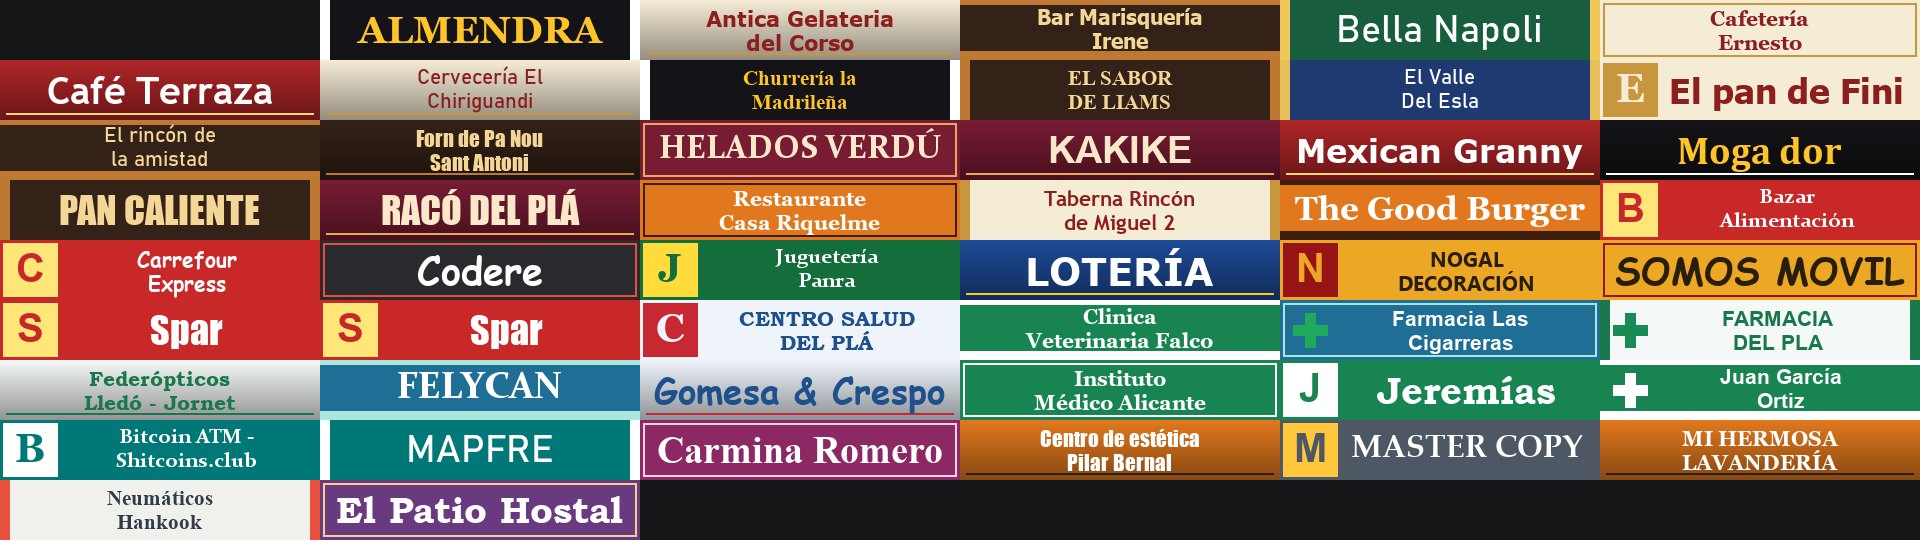 ALMENDRA
Antica Gelateria
del Corso
Bar Marisquería
Irene
Bella Napoli
Cafetería
Ernesto
Café Terraza
Cervecería El
Chiriguandi
Churrería la
Madrileña
EL SABOR
DE LIAMS
El Valle
Del Esla
E El pan de Fini
El rincón de
la amistad
Forn de Pa Nou
Sant Antoni
HELADOS VERDÚ
KAKIKE
Mexican Granny
Moga dor
PAN CALIENTE
RACÓ DEL PLÁ
Restaurante
Casa Riquelme
Taberna Rincón
de Miguel 2
The Good Burger
B
Bazar
Alimentación
C
Carrefour
Express
Codere
J
Juguetería
Panra
LOTERÍA
N
NOGAL
DECORACIÓN
SOMOS MOVIL
S Spar
S Spar
C
CENTRO SALUD
DEL PLÁ
Clinica
Veterinaria Falco
Farmacia Las
Cigarreras
FARMACIA
DEL PLA
Federópticos
Lledó - Jornet
FELYCAN
Gomesa & Crespo
Instituto
Médico Alicante
J Jeremías
Juan García
Ortiz
B
Bitcoin ATM -
Shitcoins.club
MAPFRE
Carmina Romero
Centro de estética
Pilar Bernal
M MASTER COPY
MI HERMOSA
LAVANDERÍA
Neumáticos
Hankook
El Patio Hostal